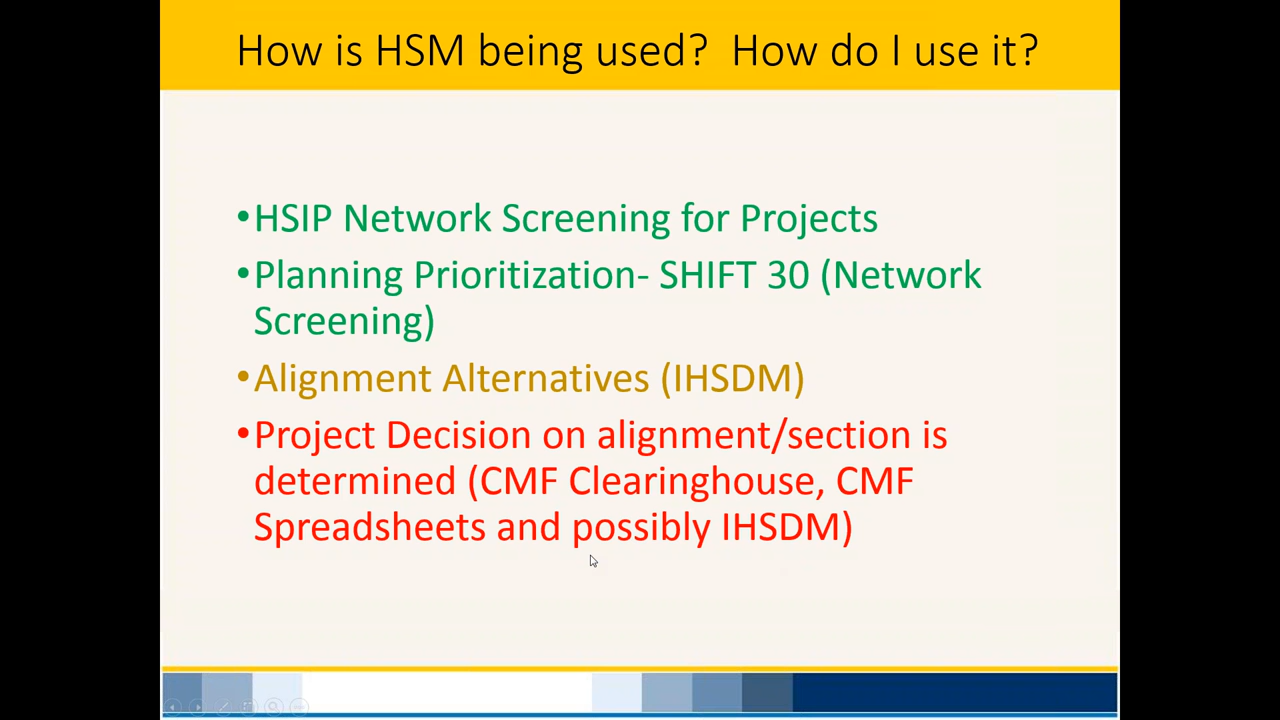 How is HSM being used?  How do I use it?
•HSIP Network Screening for Projects
•Planning Prioritization- SHIFT 30 (Network
Screening)
•Alignment Alternatives (IHSDM)
•Project Decision on alignment/section is
determined (CMF Clearinghouse, CMF
Spreadsheets and possibly IHSDM)